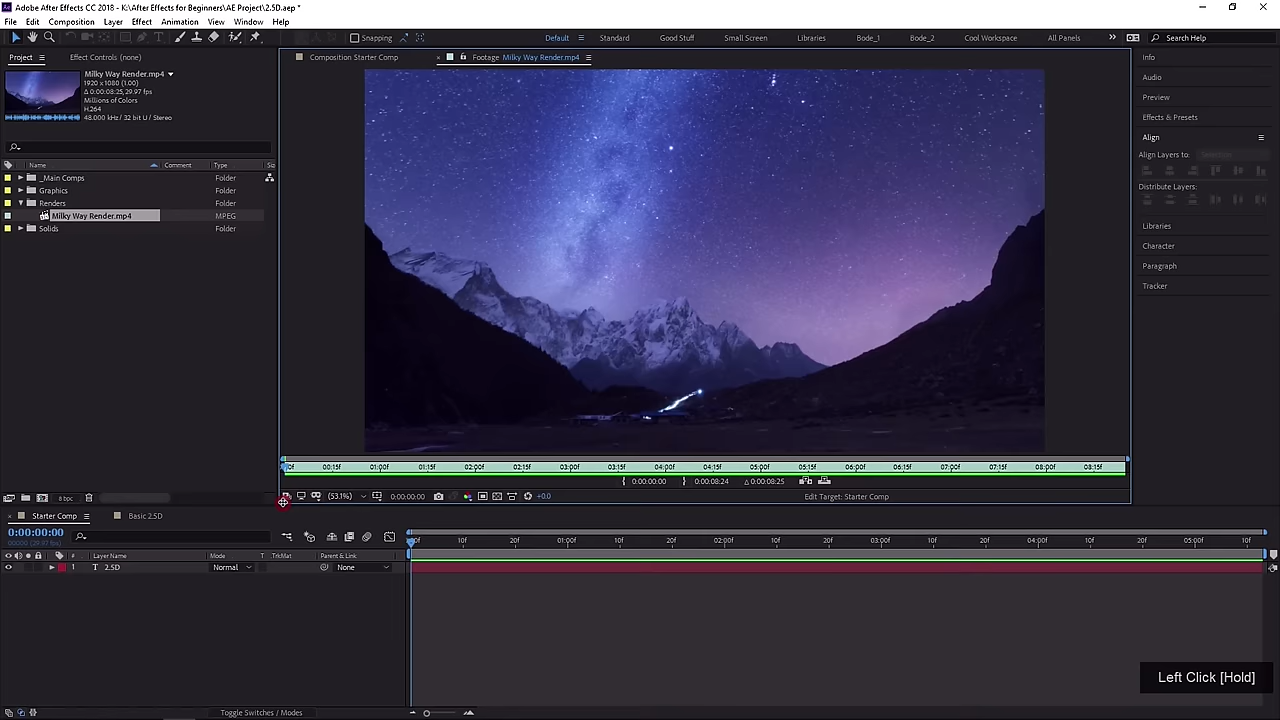 Adobe After Effects CC 2018 - K:\After Effects for Beginners\AE Project\2.5D.aep *
File Edit Composition Layer Effect Animation View Window Help
Snapping
Default Standard Good Stuff Small Screen Libraries Bode_1 Bode_2 Cool Workspace All Panels Search Help
Project Effect Controls (none)
Composition Starter Comp
Footage Milky Way Render.mp4
Milky Way Render.mp4
1920 x 1080 (1.00)
Δ 0:00:08:25, 29.97 fps
Millions of Colors
H.264
48.000 kHz / 32 bit U / Stereo
Name Comment Type
_Main Comps Folder
Graphics Folder
Renders Folder
Milky Way Render.mp4 MPEG
Solids Folder
Info
Audio
Preview
Effects & Presets
Align
Align Layers to: Selection
Distribute Layers:
Libraries
Character
Paragraph
Tracker
00:15f 01:00f 01:15f 02:00f 02:15f 03:00f 03:15f 04:00f 04:15f 05:00f 05:15f 06:00f 06:15f 07:00f 07:15f 08:00f 08:15f
0:00:00:00 0:00:08:24 Δ 0:00:08:25
8 bpc
(53.1%) 0:00:00:00 +0.0 Edit Target: Starter Comp
Starter Comp Basic 2.5D
0:00:00:00
00000 (29.97 fps)
# Layer Name Mode T TrkMat Parent & Link
1 T 2.5D Normal None
10f 20f 01:00f 10f 20f 02:00f 10f 20f 03:00f 10f 20f 04:00f 10f 20f 05:00f 10f
Toggle Switches / Modes
Left Click [Hold]